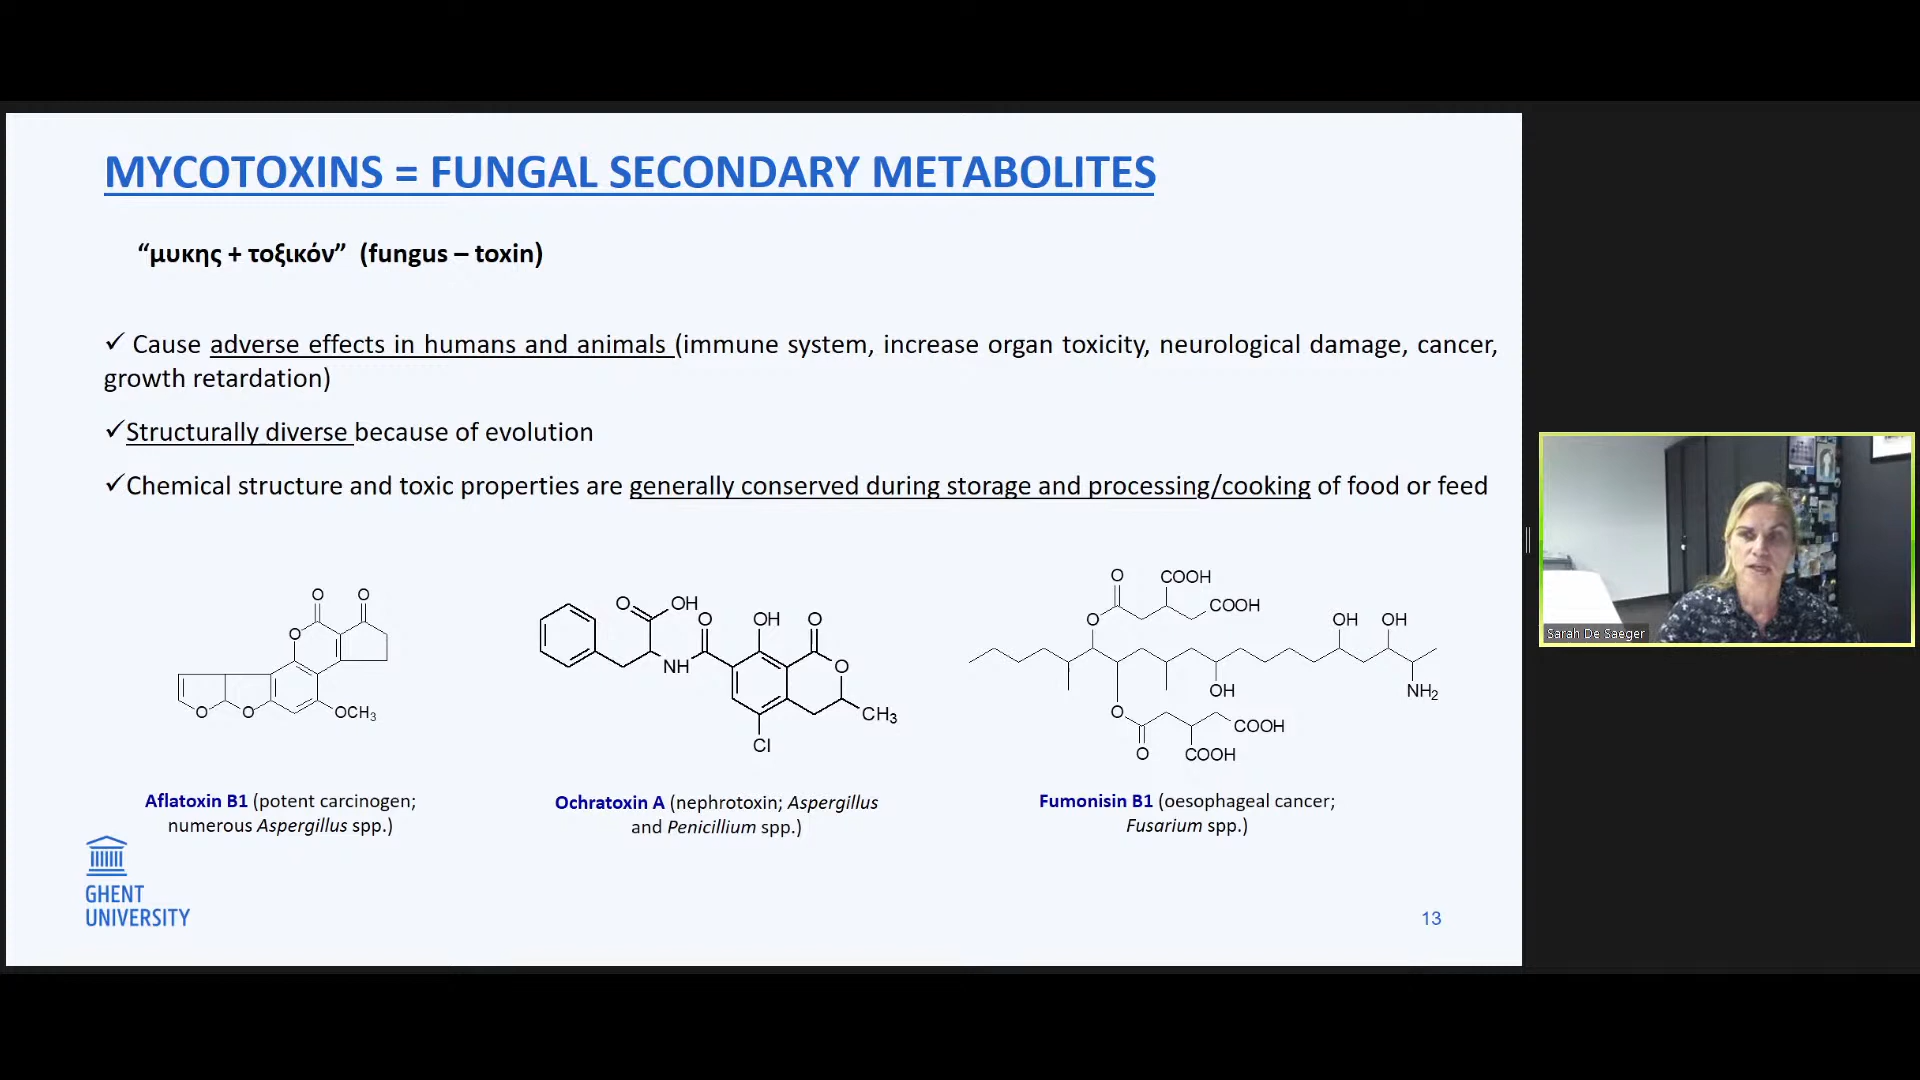 MYCOTOXINS = FUNGAL SECONDARY METABOLITES
“μυκης + τοξικόν” (fungus – toxin)
✓ Cause adverse effects in humans and animals (immune system, increase organ toxicity, neurological damage, cancer,
growth retardation)
✓Structurally diverse because of evolution
✓Chemical structure and toxic properties are generally conserved during storage and processing/cooking of food or feed
O O
O
O O OCH3
O OH O OH O
O
NH
CH3
Cl
O COOH
COOH
O OH OH
OH NH2
O
COOH
O COOH
Aflatoxin B1 (potent carcinogen;
numerous Aspergillus spp.)
Ochratoxin A (nephrotoxin; Aspergillus
and Penicillium spp.)
Fumonisin B1 (oesophageal cancer;
Fusarium spp.)
GHENT
UNIVERSITY
13
Sarah De Saeger